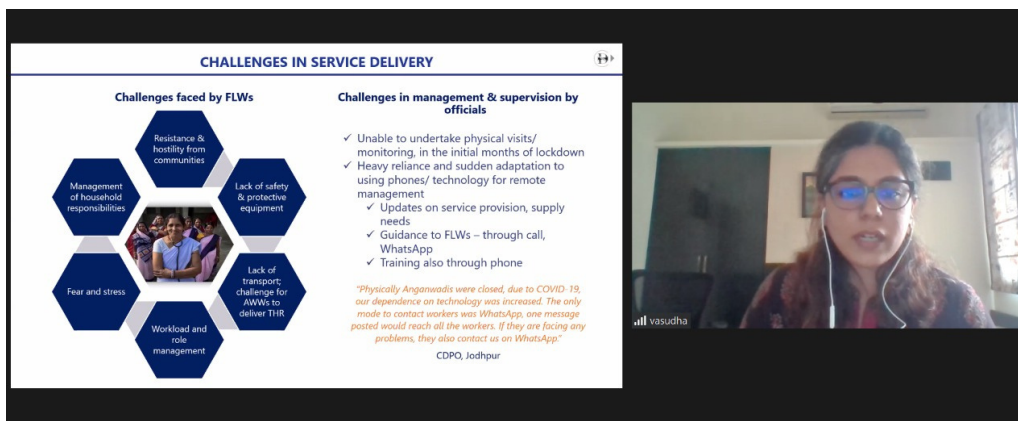 CHALLENGES IN SERVICE DELIVERY
Challenges faced by FLWs
Resistance &
hostility from
communities
Management
of household
responsibilities
Lack of safety
& protective
equipment
Fear and stress
Lack of
transport;
challenge for
AWWs to
deliver THR
Workload and
role
management
Challenges in management & supervision by
officials
✓ Unable to undertake physical visits/
monitoring, in the initial months of lockdown
✓ Heavy reliance and sudden adaptation to
using phones/ technology for remote
management
✓ Updates on service provision, supply
needs
✓ Guidance to FLWs – through call,
WhatsApp
✓ Training also through phone
"Physically Anganwadis were closed, due to COVID-19,
our dependence on technology was increased. The only
mode to contact workers was WhatsApp, one message
posted would reach all the workers. If they are facing any
problems, they also contact us on WhatsApp."
CDPO, Jodhpur
vasudha